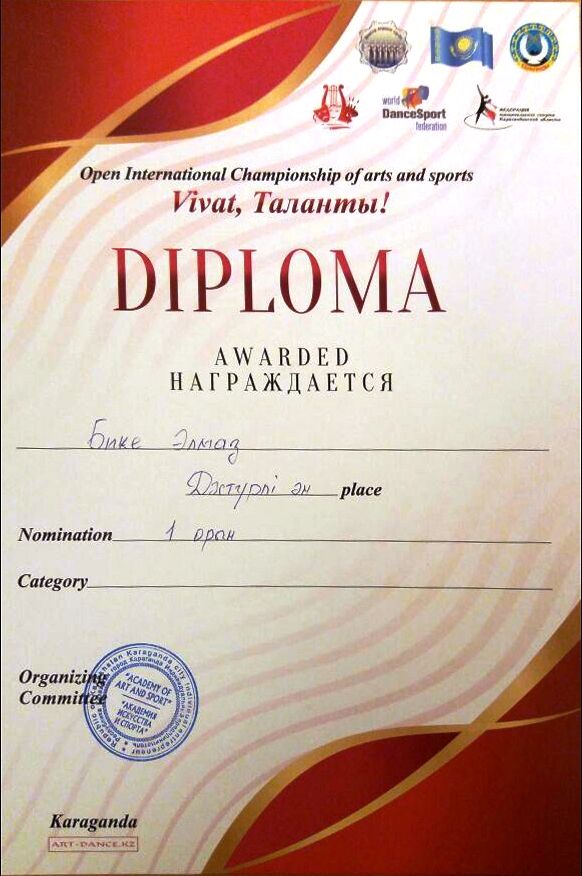 world
DanceSport
federation
ФЕДЕРАЦИЯ
Open International Championship of arts and sports
Vivat, Таланты!
DIPLOMA
AWARDED
НАГРАЖДАЕТСЯ
Бике Элмаз
Дәстүрлі ән place
Nomination 1 орын
Category
Organizing
Committee
"ACADEMY OF
ART AND SPORT"
"АКАДЕМИЯ
ИСКУССТВА
И СПОРТА"
Karaganda
ART-DANCE.KZ